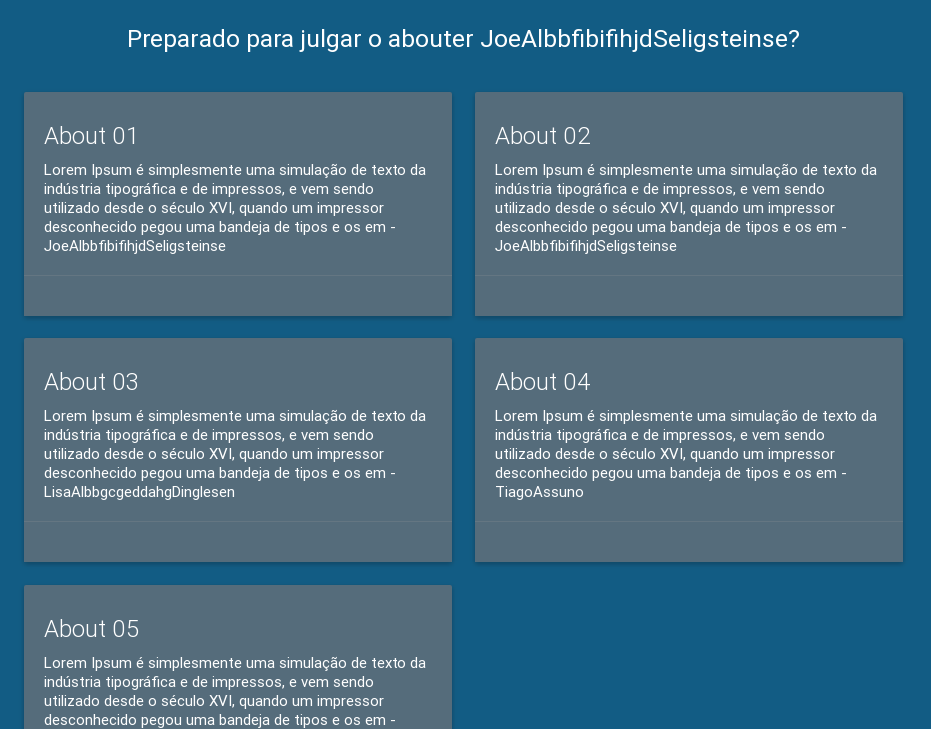 Preparado para julgar o abouter JoeAlbbfibifihjdSeligsteinse?
About 01
Lorem Ipsum é simplesmente uma simulação de texto da
indústria tipográfica e de impressos, e vem sendo
utilizado desde o século XVI, quando um impressor
desconhecido pegou uma bandeja de tipos e os em -
JoeAlbbfibifihjdSeligsteinse
About 02
Lorem Ipsum é simplesmente uma simulação de texto da
indústria tipográfica e de impressos, e vem sendo
utilizado desde o século XVI, quando um impressor
desconhecido pegou uma bandeja de tipos e os em -
JoeAlbbfibifihjdSeligsteinse
About 03
Lorem Ipsum é simplesmente uma simulação de texto da
indústria tipográfica e de impressos, e vem sendo
utilizado desde o século XVI, quando um impressor
desconhecido pegou uma bandeja de tipos e os em -
LisaAlbbgcgeddahgDinglesen
About 04
Lorem Ipsum é simplesmente uma simulação de texto da
indústria tipográfica e de impressos, e vem sendo
utilizado desde o século XVI, quando um impressor
desconhecido pegou uma bandeja de tipos e os em -
TiagoAssuno
About 05
Lorem Ipsum é simplesmente uma simulação de texto da
indústria tipográfica e de impressos, e vem sendo
utilizado desde o século XVI, quando um impressor
desconhecido pegou uma bandeja de tipos e os em -